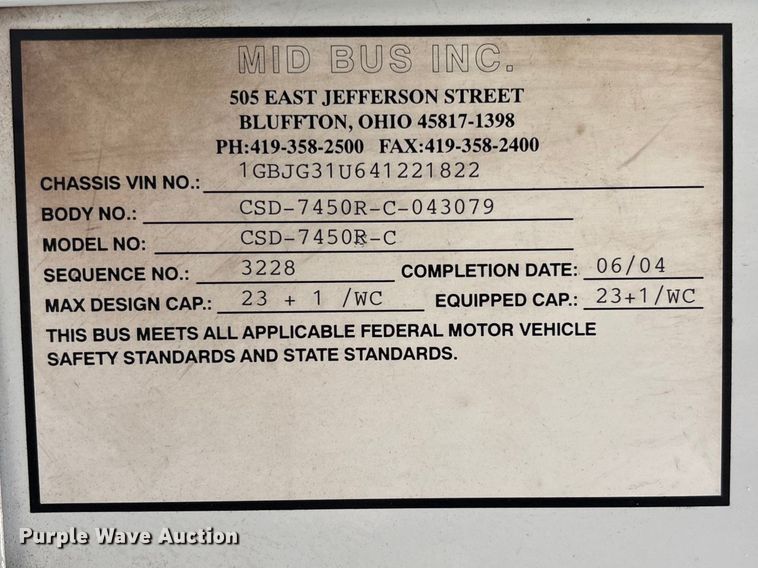 MID BUS INC.
505 EAST JEFFERSON STREET
BLUFFTON, OHIO 45817-1398
PH:419-358-2500 FAX:419-358-2400
CHASSIS VIN NO.: 1GBJG31U641221822
BODY NO.: CSD-7450R-C-043079
MODEL NO: CSD-7450R-C
SEQUENCE NO.: 3228 COMPLETION DATE: 06/04
MAX DESIGN CAP.: 23 + 1 /WC EQUIPPED CAP.: 23+1/WC
THIS BUS MEETS ALL APPLICABLE FEDERAL MOTOR VEHICLE
SAFETY STANDARDS AND STATE STANDARDS.
Purple Wave Auction